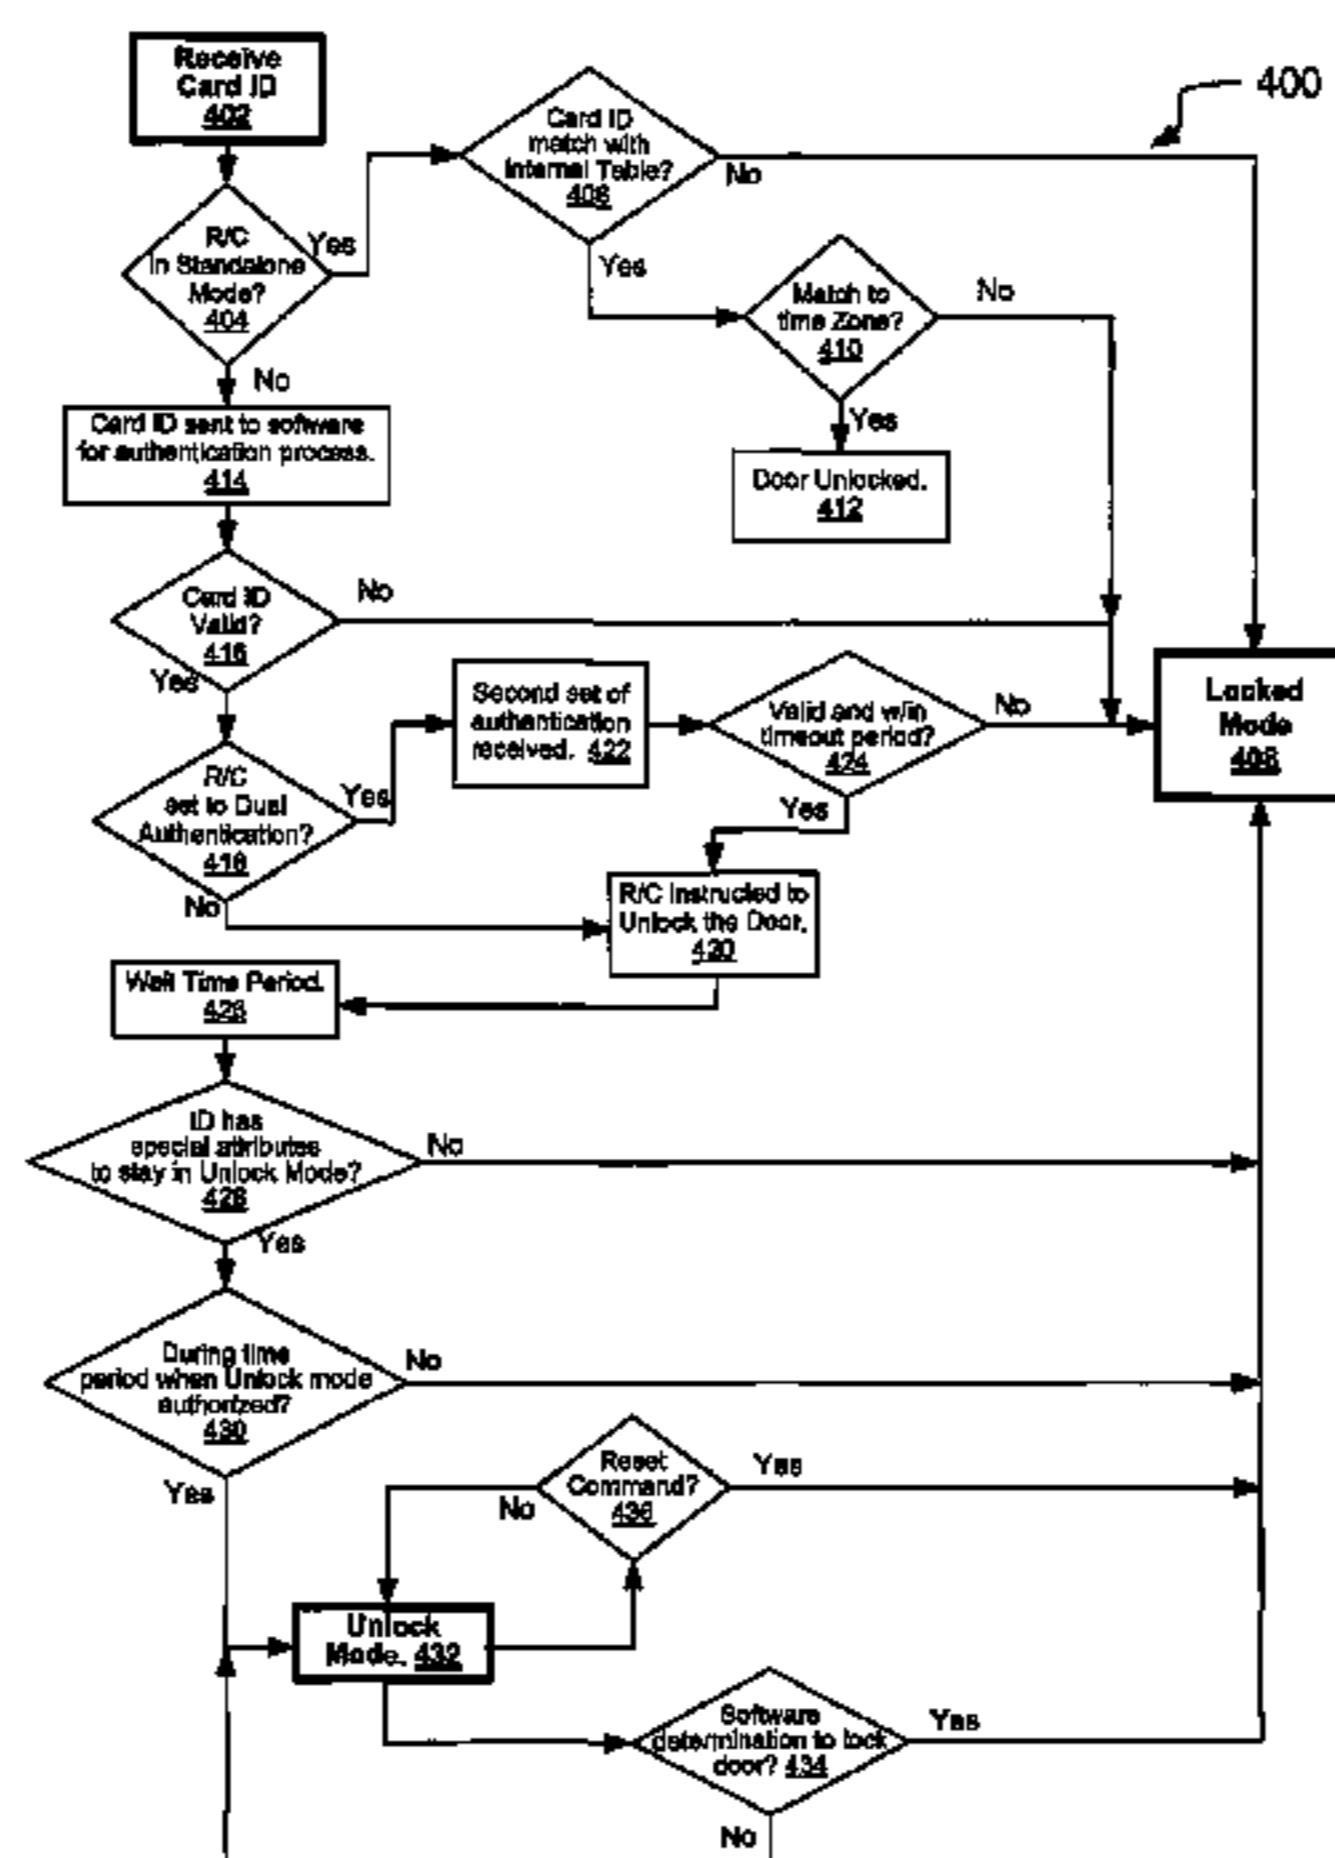 Receive
Card ID
402
400
Card ID
match with
Internal Table?
406
No
R/C
in Standalone
Mode?
404
Yes
Yes
Match to
time Zone?
410
No
No
Card ID sent to software
for authentication process.
414
Yes
Door Unlocked.
412
Card ID
Valid?
416
No
Yes
Second set of
authentication
received. 422
Valid and w/in
timeout period?
424
No
Locked
Mode
408
R/C
set to Dual
Authentication?
418
Yes
Yes
No
R/C Instructed to
Unlock the Door.
420
Wait Time Period.
426
ID has
special attributes
to stay in Unlock Mode?
428
No
Yes
During time
period when Unlock mode
authorized?
430
No
Yes
Reset
Command?
436
Yes
No
Unlock
Mode. 432
Software
determination to lock
door? 434
Yes
No